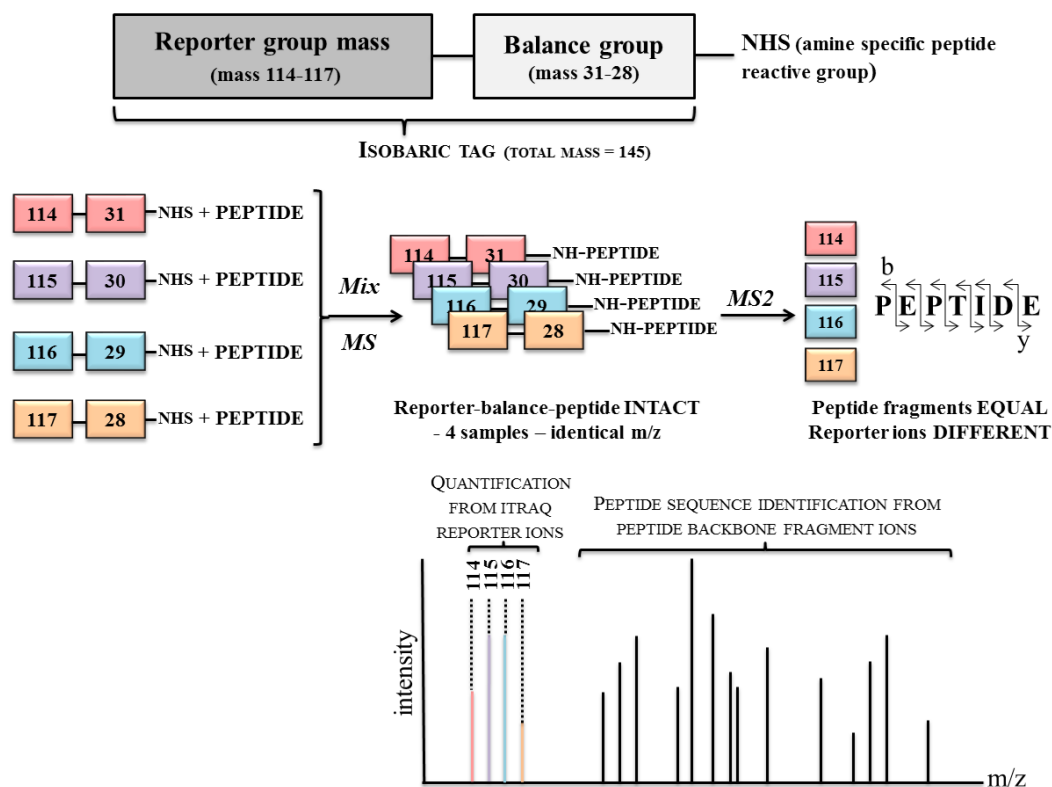 Reporter group mass
(mass 114-117)
Balance group
(mass 31-28)
NHS (amine specific peptide
reactive group)
ISOBARIC TAG (TOTAL MASS = 145)
114 31 NHS + PEPTIDE
115 30 NHS + PEPTIDE
116 29 NHS + PEPTIDE
117 28 NHS + PEPTIDE
Mix
MS
114 31 NH-PEPTIDE
115 30 NH-PEPTIDE
116 29 NH-PEPTIDE
117 28 NH-PEPTIDE
Reporter-balance-peptide INTACT
- 4 samples – identical m/z
MS2
114
115
116
117
b
PEPTIDE
y
Peptide fragments EQUAL
Reporter ions DIFFERENT
QUANTIFICATION
FROM ITRAQ
REPORTER IONS
PEPTIDE SEQUENCE IDENTIFICATION FROM
PEPTIDE BACKBONE FRAGMENT IONS
114
115
116
117
intensity
m/z